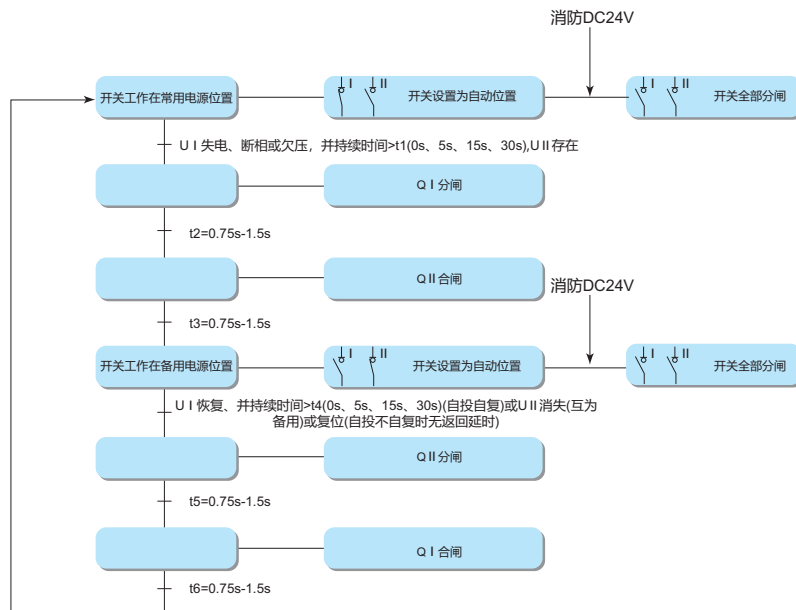 消防DC24V
开关工作在常用电源位置
I
II
开关设置为自动位置
I
II
开关全部分闸
U I 失电、断相或欠压，并持续时间>t1(0s、5s、15s、30s),U II 存在
Q I 分闸
t2=0.75s-1.5s
Q II 合闸
消防DC24V
t3=0.75s-1.5s
开关工作在备用电源位置
I
II
开关设置为自动位置
I
II
开关全部分闸
U I 恢复、并持续时间>t4(0s、5s、15s、30s)(自投自复)或U II 消失(互为
备用)或复位(自投不自复时无返回延时)
Q II 分闸
t5=0.75s-1.5s
Q I 合闸
t6=0.75s-1.5s